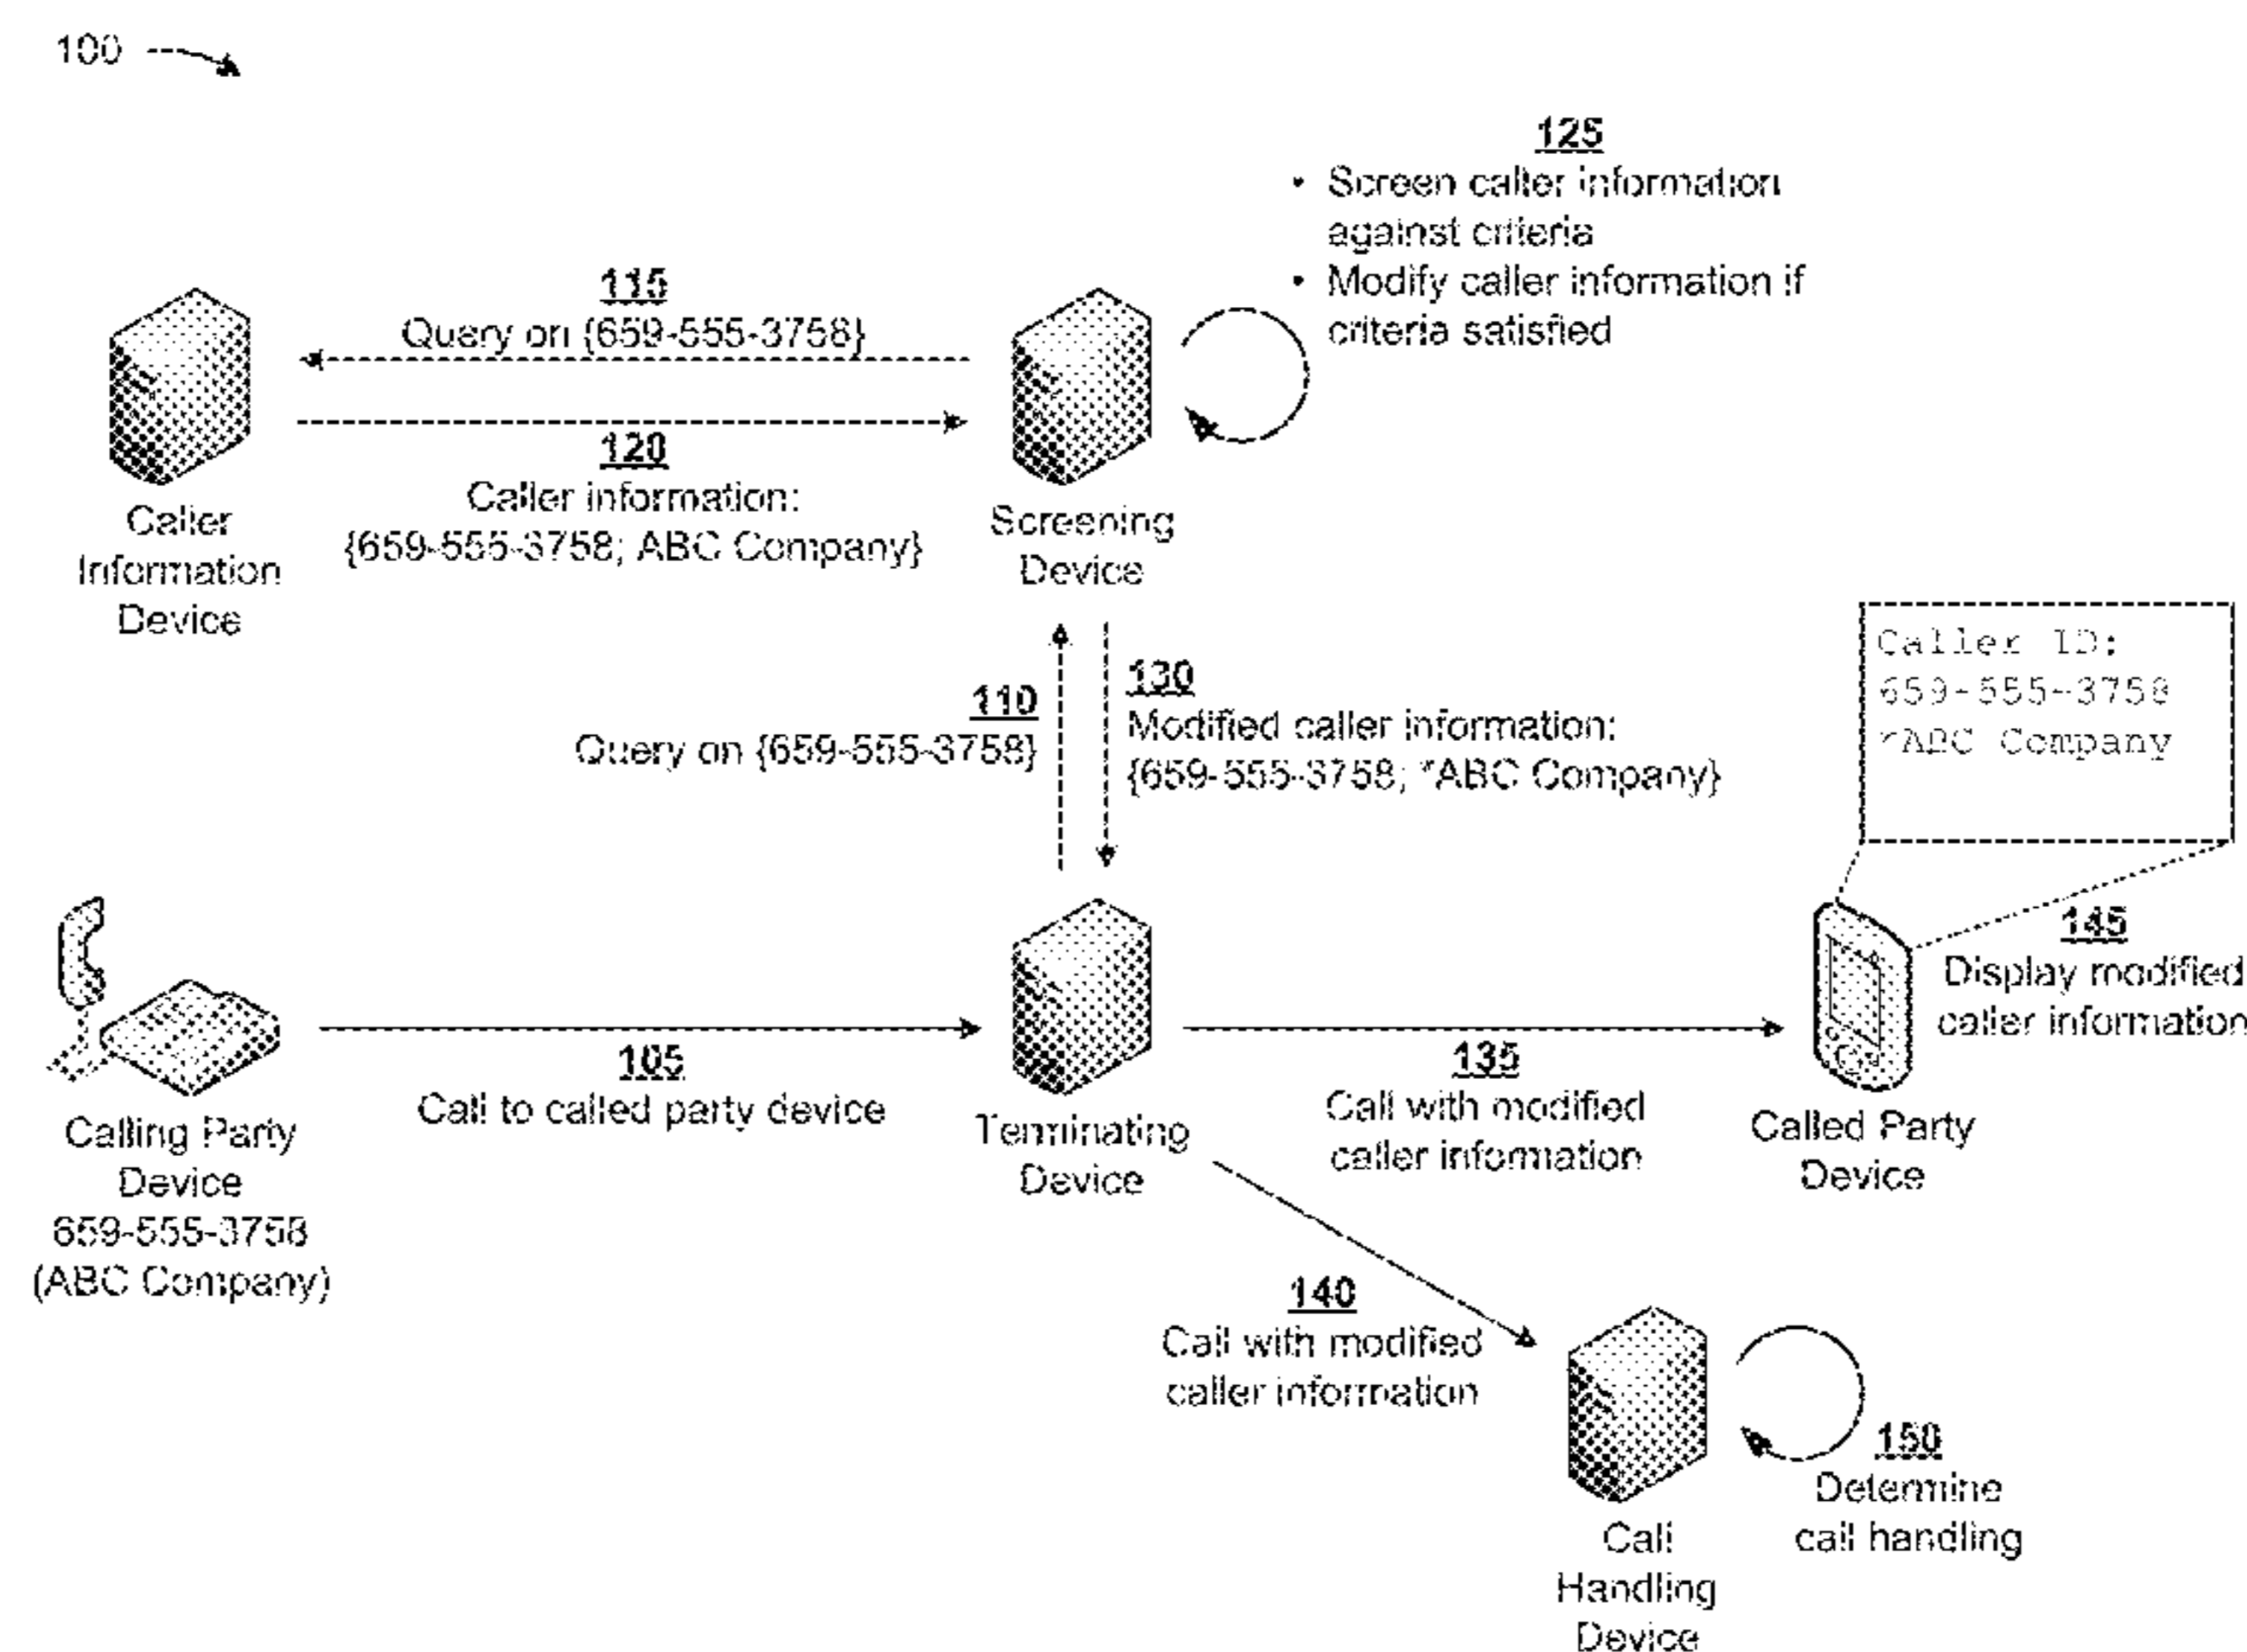 100
125
• Screen caller information
against criteria
• Modify caller information if
criteria satisfied
115
Query on {659-555-3758}
120
Caller information:
{659-555-3758; ABC Company}
Caller
Information
Device
Screening
Device
110
Query on {659-555-3758}
130
Modified caller information:
{659-555-3758; *ABC Company}
Caller ID:
659-555-3758
*ABC Company
145
Display modified
caller information
105
Call to called party device
135
Call with modified
caller information
Calling Party
Device
659-555-3758
(ABC Company)
Terminating
Device
Called Party
Device
140
Call with modified
caller information
150
Determine
call handling
Call
Handling
Device